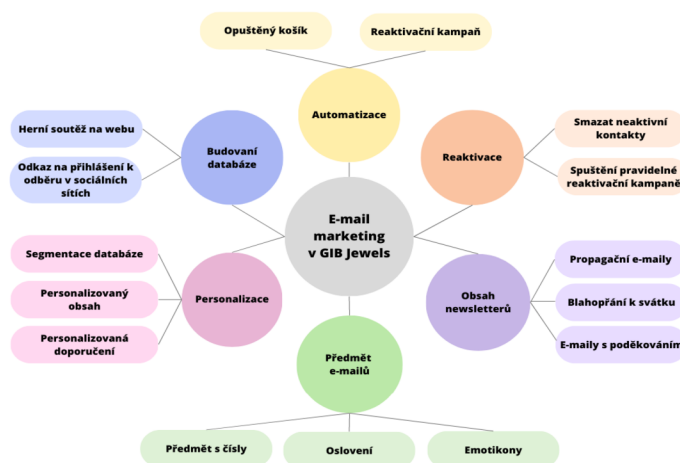 Opuštěný košík
Reaktivační kampaň
Automatizace
Herní soutěž na webu
Odkaz na přihlášení k
odběru v sociálních
sítích
Budovaní
databáze
Reaktivace
Smazat neaktivní
kontakty
Spuštění pravidelné
reaktivační kampaně
E-mail
marketing
v GIB Jewels
Segmentace databáze
Personalizovaný
obsah
Personalizovaná
doporučení
Personalizace
Obsah
newsletterů
Propagační e-maily
Blahopřání k svátku
E-maily s poděkováním
Předmět
e-mailů
Předmět s čísly
Oslovení
Emotikony